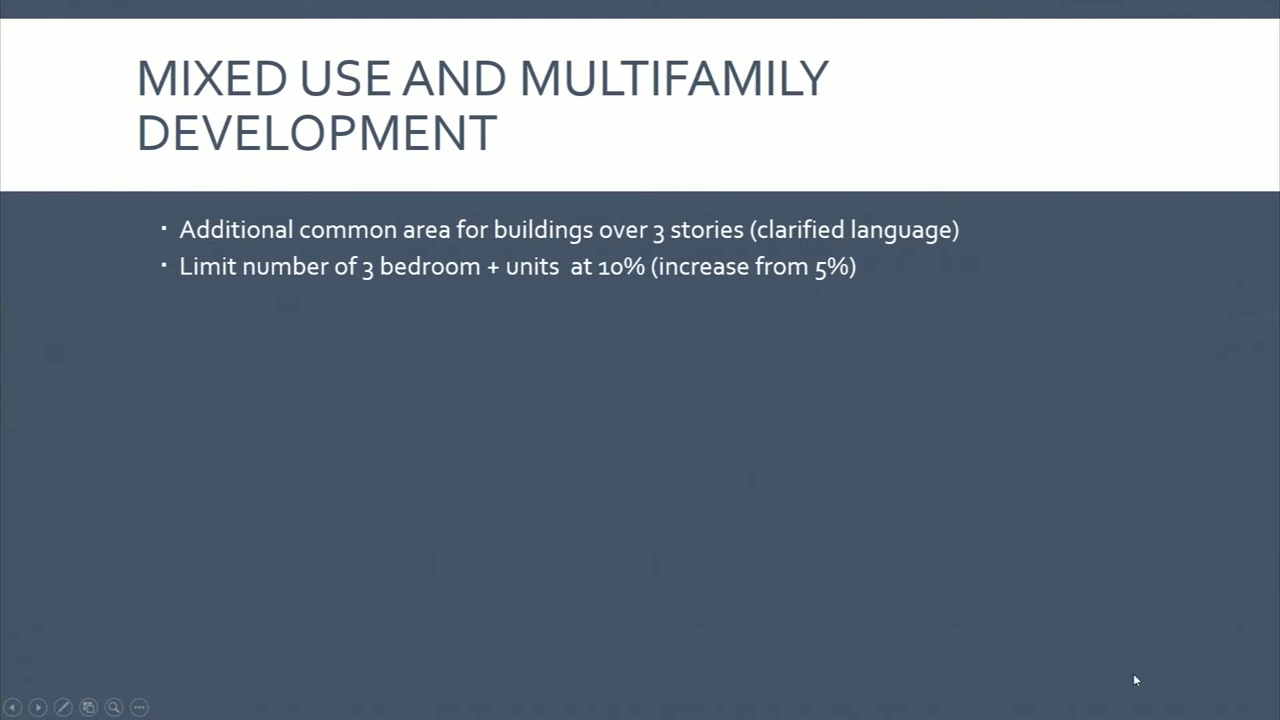 MIXED USE AND MULTIFAMILY
DEVELOPMENT
▪ Additional common area for buildings over 3 stories (clarified language)
▪ Limit number of 3 bedroom + units at 10% (increase from 5%)